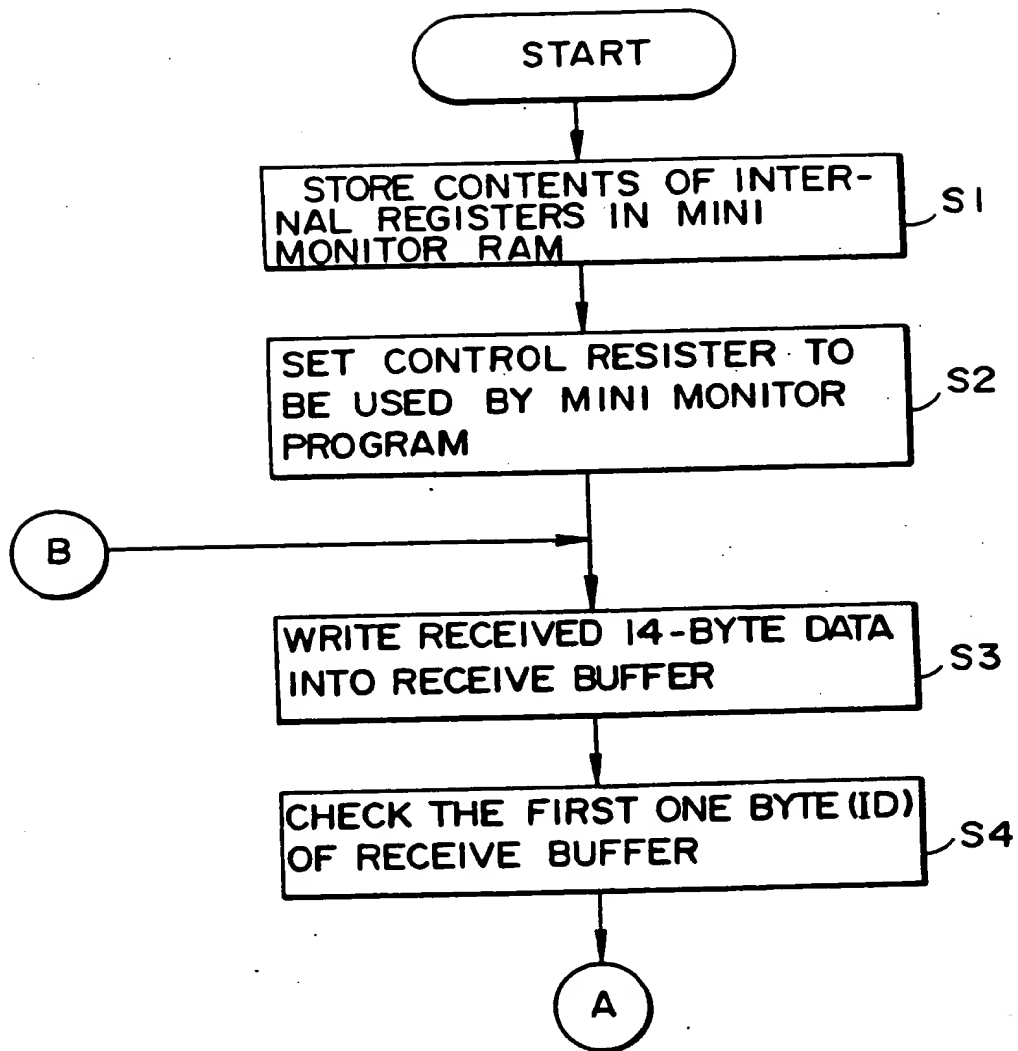 START
STORE CONTENTS OF INTER-
NAL REGISTERS IN MINI
MONITOR RAM
S1
SET CONTROL RESISTER TO
BE USED BY MINI MONITOR
PROGRAM
S2
B
WRITE RECEIVED 14-BYTE DATA
INTO RECEIVE BUFFER
S3
CHECK THE FIRST ONE BYTE (ID)
OF RECEIVE BUFFER
S4
A